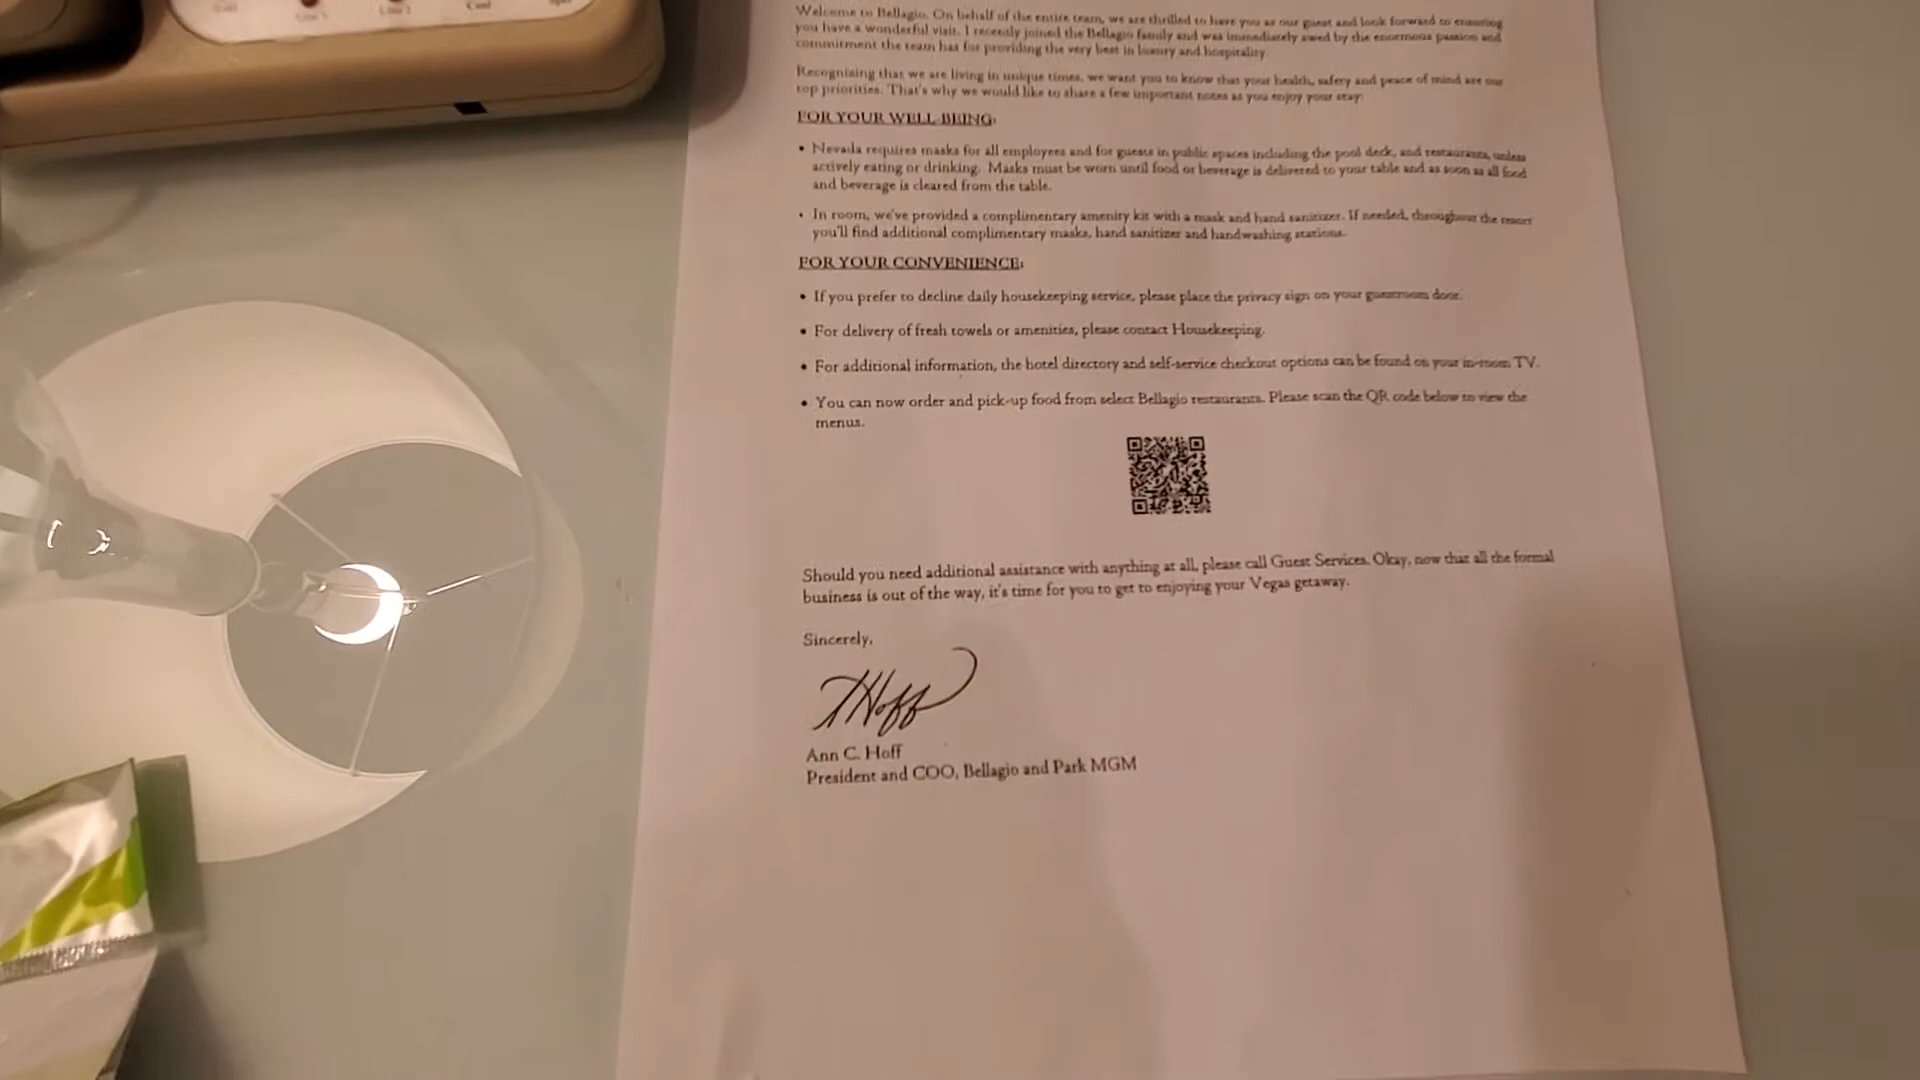 Welcome to Bellagio. On behalf of the entire team, we are thrilled to have you as our guest and look forward to ensuring
you have a wonderful visit. I recently joined the Bellagio family and was immediately awed by the enormous passion and
commitment the team has for providing the very best in luxury and hospitality.
Recognizing that we are living in unique times, we want you to know that your health, safety and peace of mind are our
top priorities. That's why we would like to share a few important notes as you enjoy your stay:
FOR YOUR WELL-BEING:
• Nevada requires masks for all employees and for guests in public spaces including the pool deck, and restaurants, unless
actively eating or drinking. Masks must be worn until food or beverage is delivered to your table and as soon as all food
and beverage is cleared from the table.
• In room, we've provided a complimentary amenity kit with a mask and hand sanitizer. If needed, throughout the resort
you'll find additional complimentary masks, hand sanitizer and handwashing stations.
FOR YOUR CONVENIENCE:
• If you prefer to decline daily housekeeping service, please place the privacy sign on your guestroom door.
• For delivery of fresh towels or amenities, please contact Housekeeping.
• For additional information, the hotel directory and self-service checkout options can be found on your in-room TV.
• You can now order and pick-up food from select Bellagio restaurants. Please scan the QR code below to view the
menus.
Should you need additional assistance with anything at all, please call Guest Services. Okay, now that all the formal
business is out of the way, it's time for you to get to enjoying your Vegas getaway.
Sincerely,
AHoff
Ann C. Hoff
President and COO, Bellagio and Park MGM